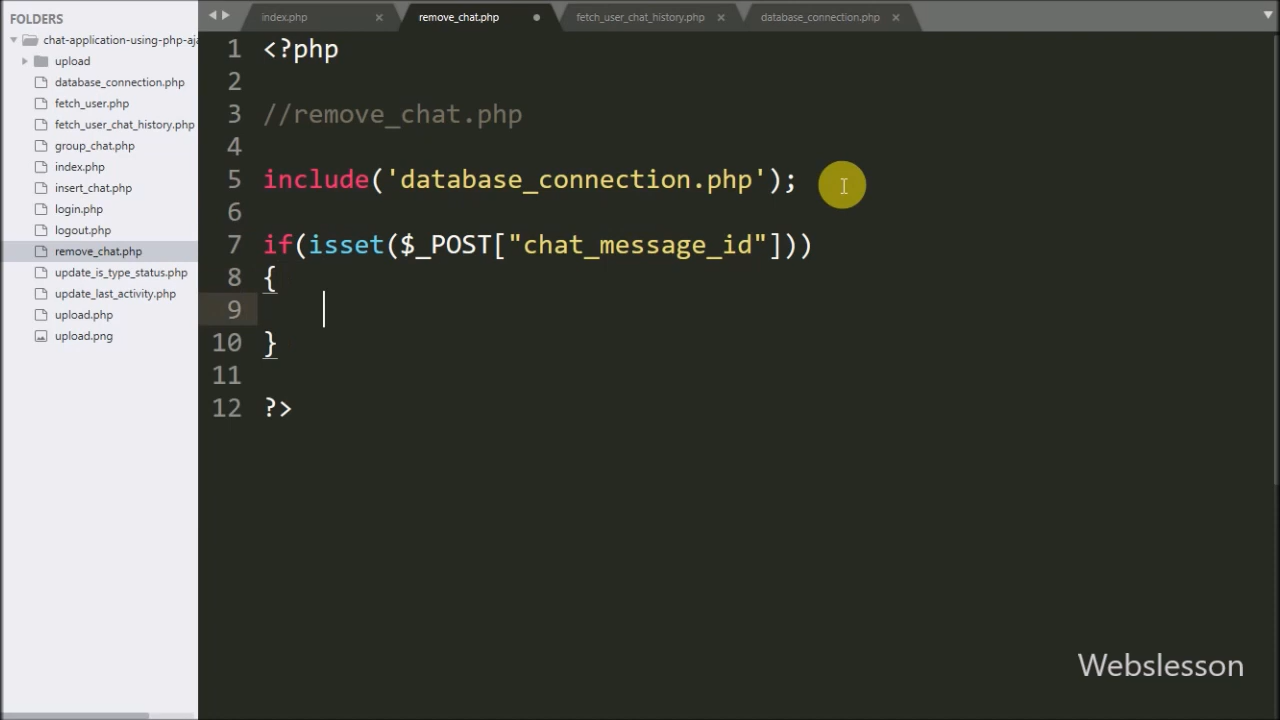 FOLDERS
chat-application-using-php-aja
upload
database_connection.php
fetch_user.php
fetch_user_chat_history.php
group_chat.php
index.php
insert_chat.php
login.php
logout.php
remove_chat.php
update_is_type_status.php
update_last_activity.php
upload.php
upload.png
index.php × remove_chat.php fetch_user_chat_history.php × database_connection.php ×
1 <?php
2
3 //remove_chat.php
4
5 include('database_connection.php');
6
7 if(isset($_POST["chat_message_id"]))
8 {
9
10 }
11
12 ?>
Webslesson